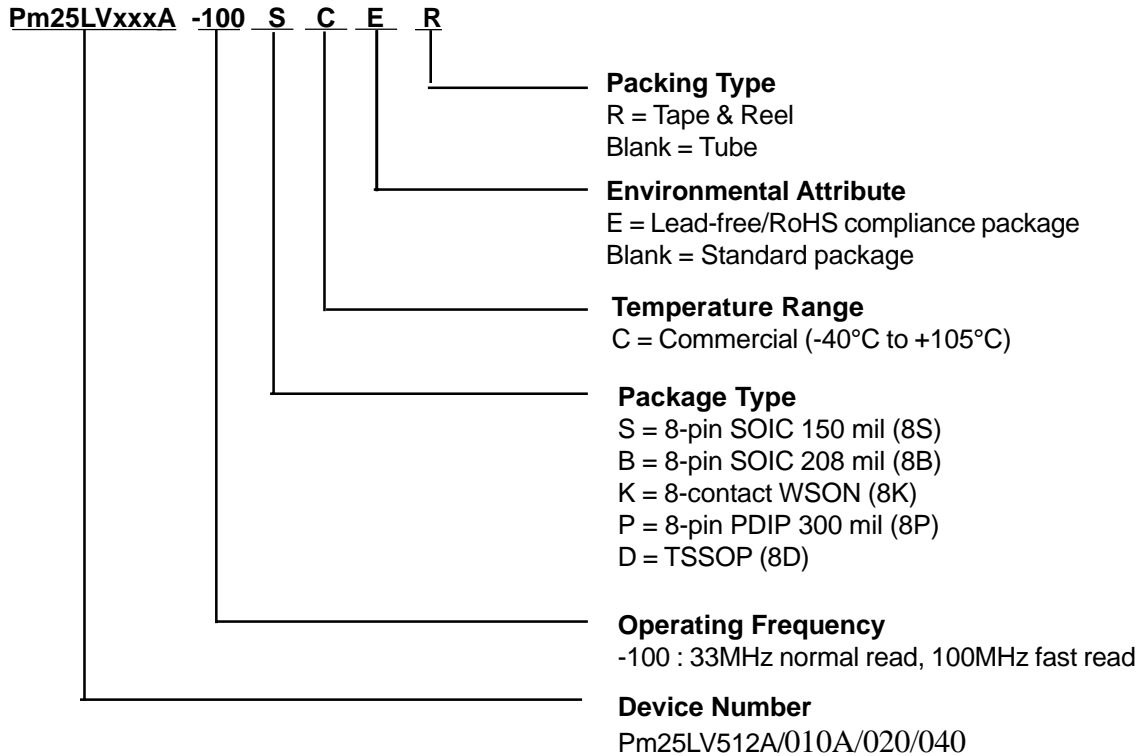 Pm25LVxxxA -100 S C E R
Packing Type
R = Tape & Reel
Blank = Tube
Environmental Attribute
E = Lead-free/RoHS compliance package
Blank = Standard package
Temperature Range
C = Commercial (-40°C to +105°C)
Package Type
S = 8-pin SOIC 150 mil (8S)
B = 8-pin SOIC 208 mil (8B)
K = 8-contact WSON (8K)
P = 8-pin PDIP 300 mil (8P)
D = TSSOP (8D)
Operating Frequency
-100 : 33MHz normal read, 100MHz fast read
Device Number
Pm25LV512A/010A/020/040